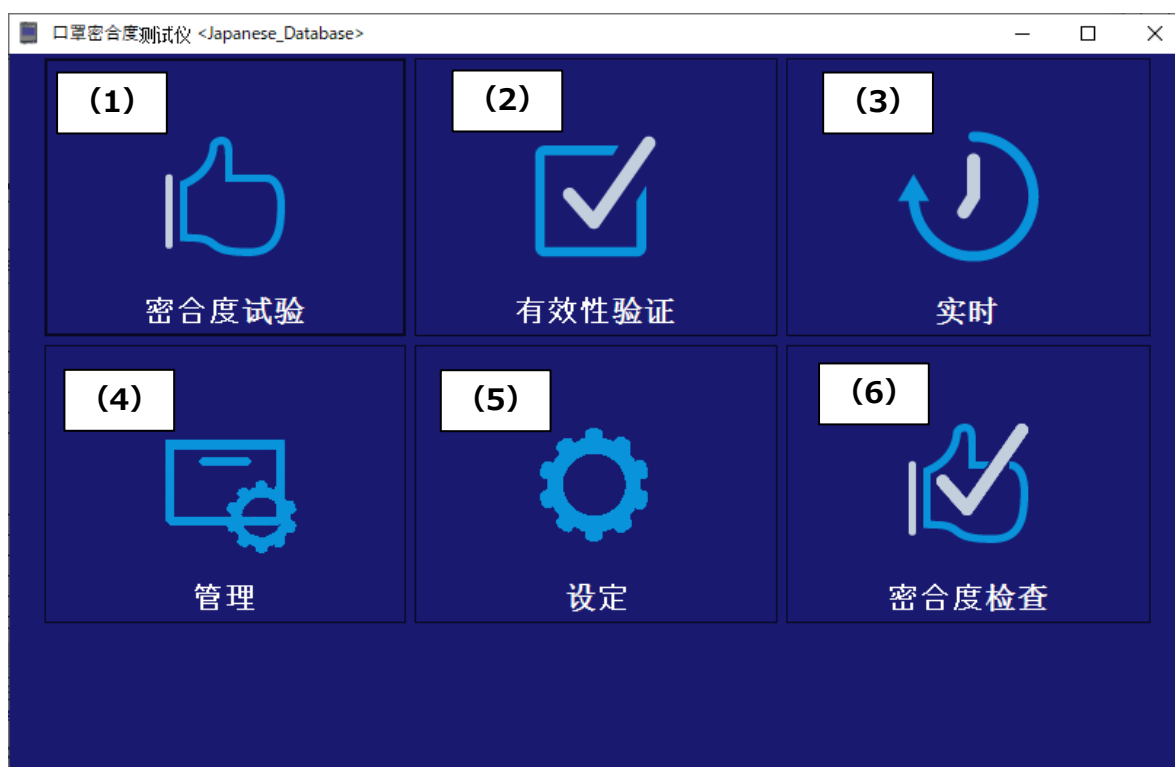 口罩密合度测试仪 <Japanese_Database>
（1）
（2）
（3）
密合度试验
有效性验证
实时
（4）
（5）
（6）
管理
设定
密合度检查